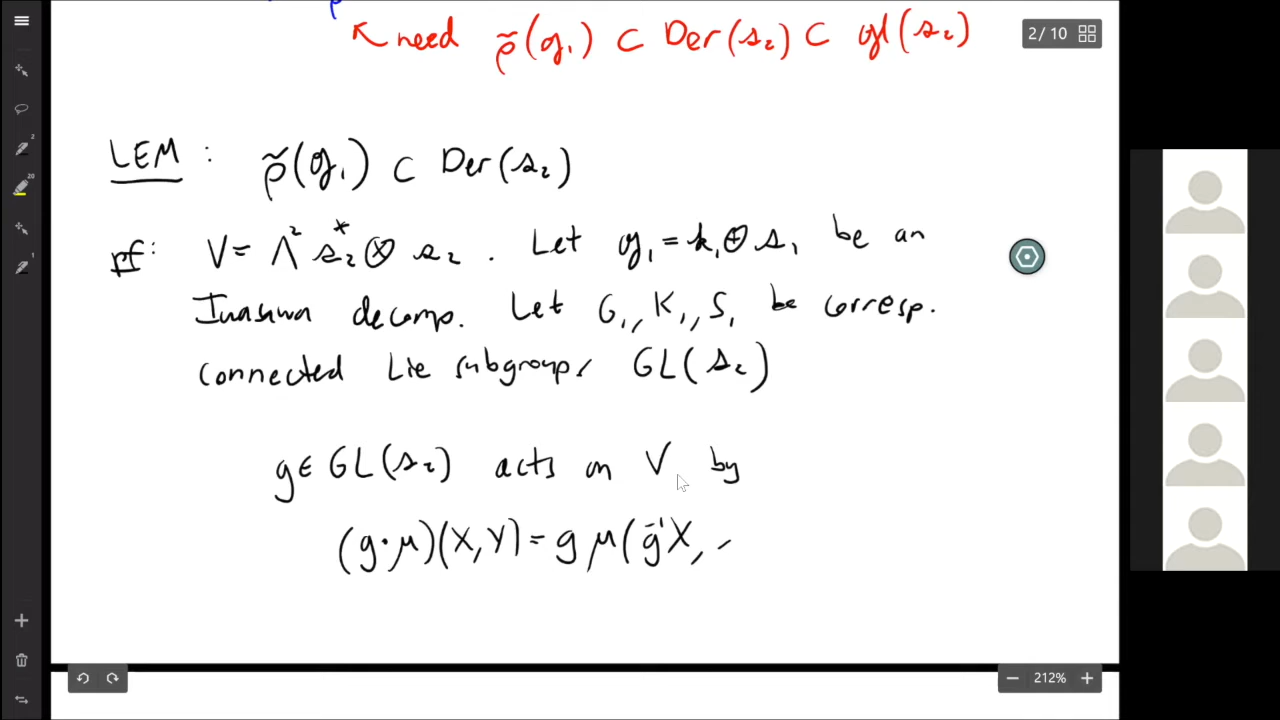 ↖ need ρ̃(𝔤₁) ⊂ Der(𝔰₂) ⊂ gl(𝔰₂)
2 / 10
LEM : ρ̃(𝔤₁) ⊂ Der(𝔰₂)
pf: V = Λ² 𝔰₂* ⊗ 𝔰₂ . Let 𝔤₁ = 𝔨₁ ⊕ 𝔰₁ be an
Iwasawa decomp. Let G₁, K₁, S₁ be corresp.
connected Lie subgroups GL(𝔰₂)
g ∈ GL(𝔰₂) acts on V by
(g·μ)(X,Y) = g μ(g⁻¹X,
212%